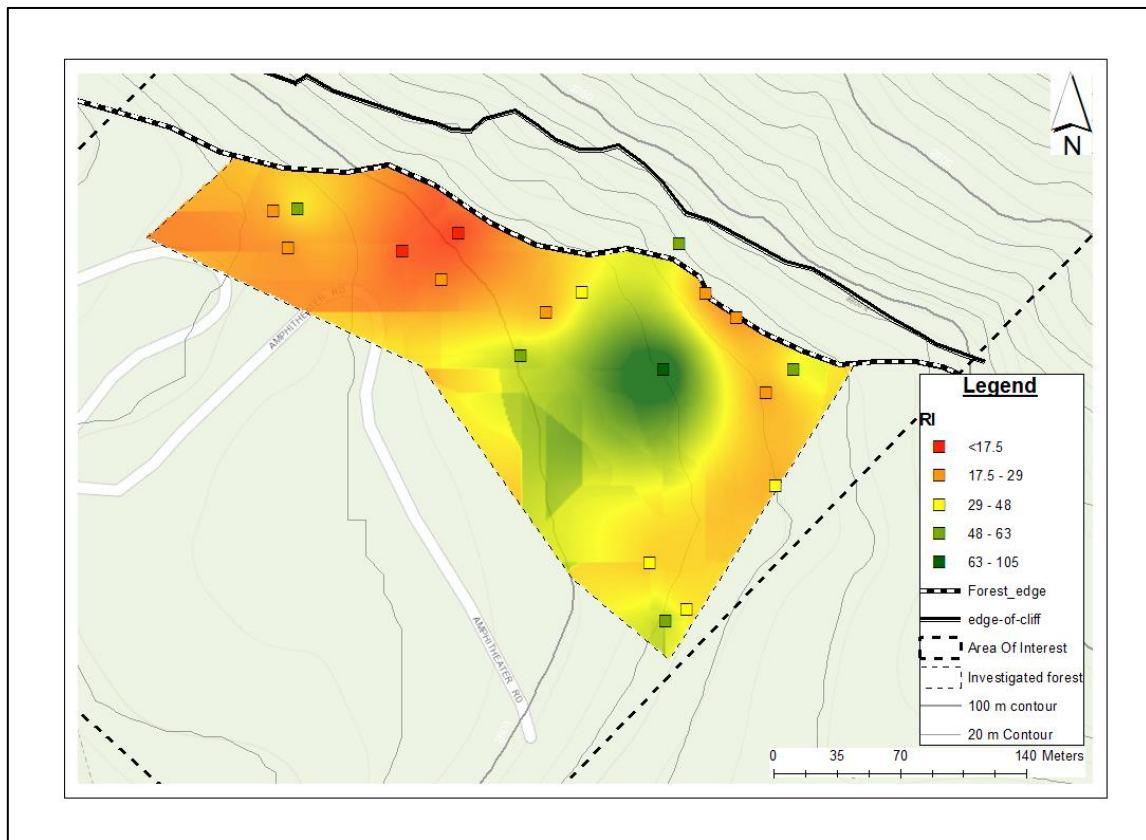 N
AMPHITHEATER RD
AMPHITHEATER RD
Legend
RI
<17.5
17.5 - 29
29 - 48
48 - 63
63 - 105
Forest_edge
edge-of-cliff
Area Of Interest
Investigated forest
100 m contour
20 m Contour
0 35 70 140 Meters